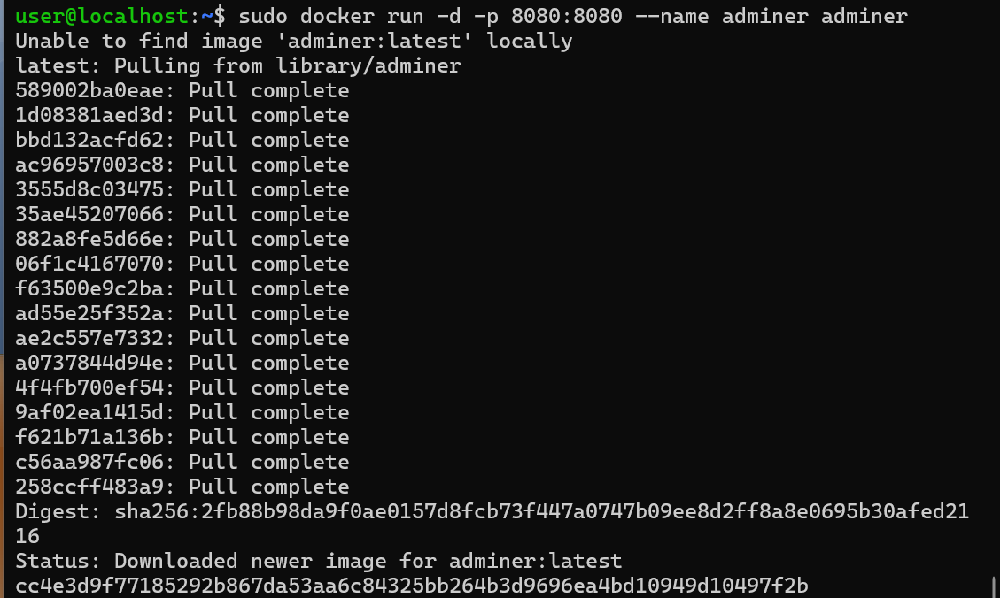 user@localhost:~$ sudo docker run -d -p 8080:8080 --name adminer adminer
Unable to find image 'adminer:latest' locally
latest: Pulling from library/adminer
589002ba0eae: Pull complete
1d08381aed3d: Pull complete
bbd132acfd62: Pull complete
ac96957003c8: Pull complete
3555d8c03475: Pull complete
35ae45207066: Pull complete
882a8fe5d66e: Pull complete
06f1c4167070: Pull complete
f63500e9c2ba: Pull complete
ad55e25f352a: Pull complete
ae2c557e7332: Pull complete
a0737844d94e: Pull complete
4f4fb700ef54: Pull complete
9af02ea1415d: Pull complete
f621b71a136b: Pull complete
c56aa987fc06: Pull complete
258ccff483a9: Pull complete
Digest: sha256:2fb88b98da9f0ae0157d8fcb73f447a0747b09ee8d2ff8a8e0695b30afed21
16
Status: Downloaded newer image for adminer:latest
cc4e3d9f77185292b867da53aa6c84325bb264b3d9696ea4bd10949d10497f2b